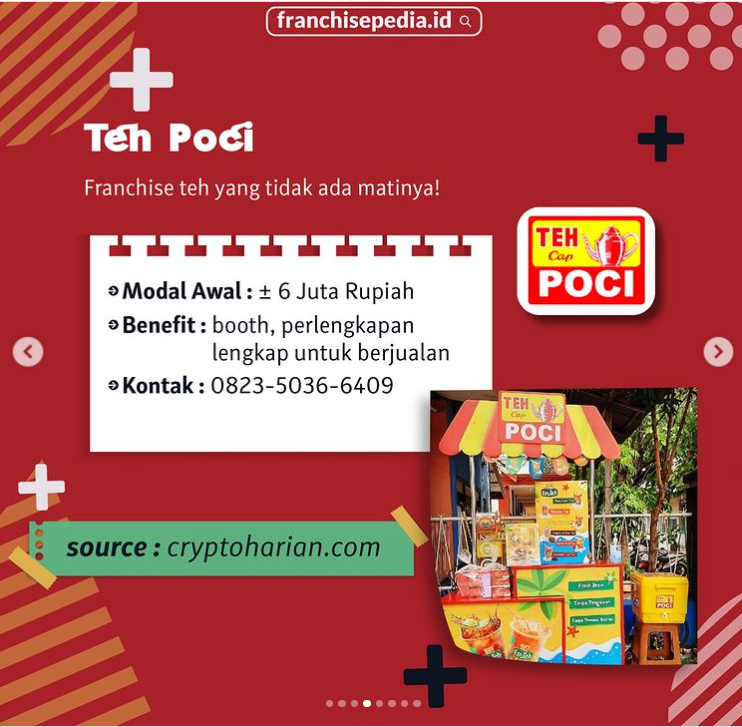 franchisepedia.id
Teh Poci
Franchise teh yang tidak ada matinya!
TEH
Cap
POCI
Modal Awal : ± 6 Juta Rupiah
Benefit : booth, perlengkapan
lengkap untuk berjualan
Kontak : 0823-5036-6409
TEH
Cap
POCI
source : cryptoharian.com
POCI